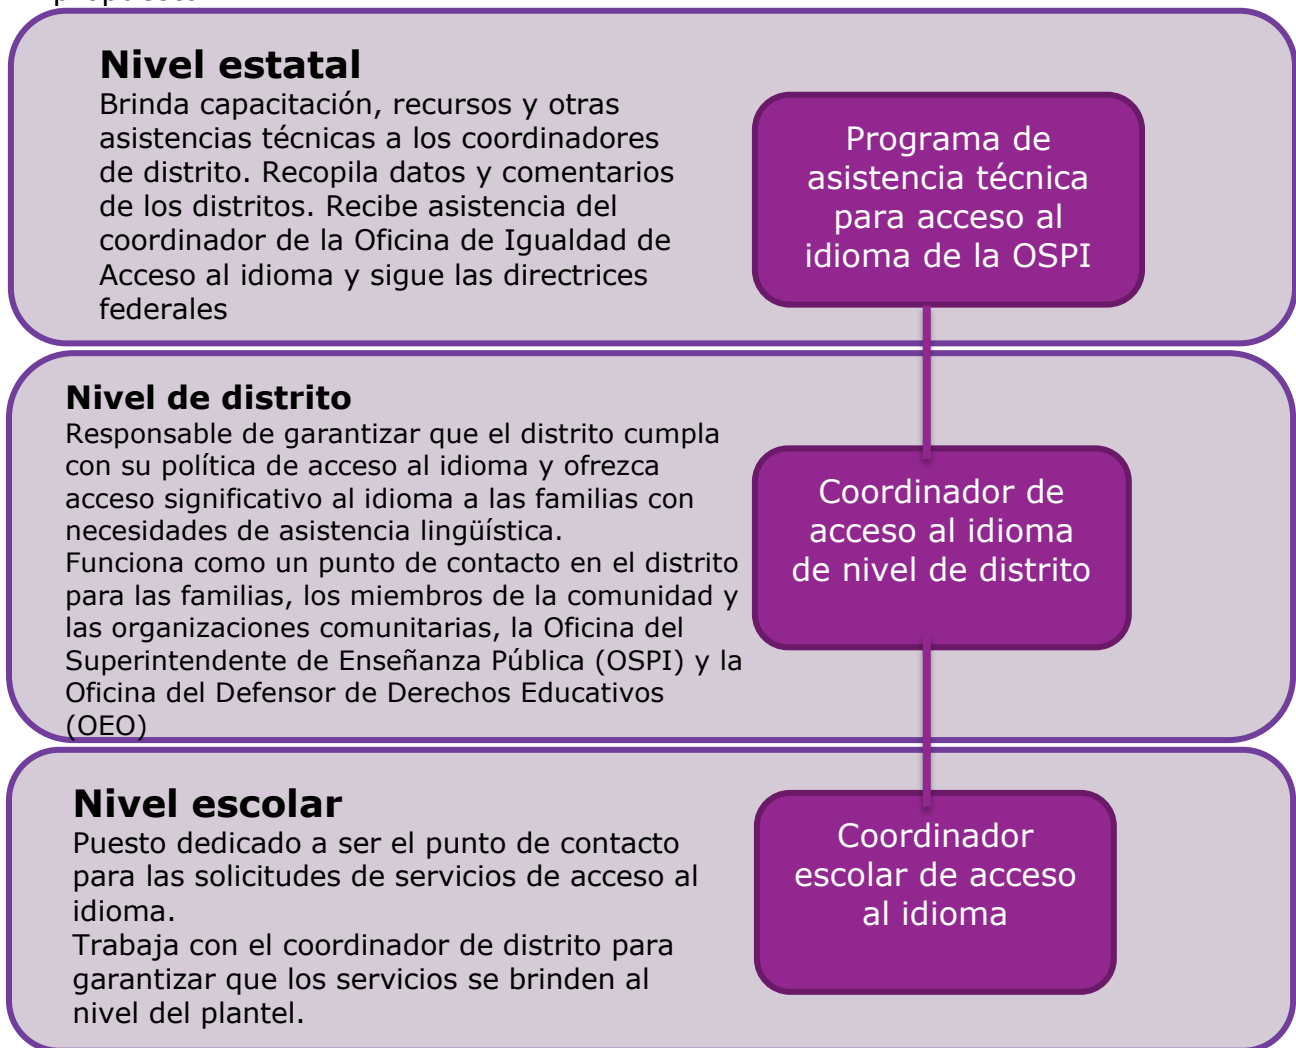 propuesto
Nivel estatal
Brinda capacitación, recursos y otras
asistencias técnicas a los coordinadores
de distrito. Recopila datos y comentarios
de los distritos. Recibe asistencia del
coordinador de la Oficina de Igualdad de
Acceso al idioma y sigue las directrices
federales
Programa de
asistencia técnica
para acceso al
idioma de la OSPI
Nivel de distrito
Responsable de garantizar que el distrito cumpla
con su política de acceso al idioma y ofrezca
acceso significativo al idioma a las familias con
necesidades de asistencia lingüística.
Funciona como un punto de contacto en el distrito
para las familias, los miembros de la comunidad y
las organizaciones comunitarias, la Oficina del
Superintendente de Enseñanza Pública (OSPI) y la
Oficina del Defensor de Derechos Educativos
(OEO)
Coordinador de
acceso al idioma
de nivel de distrito
Nivel escolar
Puesto dedicado a ser el punto de contacto
para las solicitudes de servicios de acceso al
idioma.
Trabaja con el coordinador de distrito para
garantizar que los servicios se brinden al
nivel del plantel.
Coordinador
escolar de acceso
al idioma